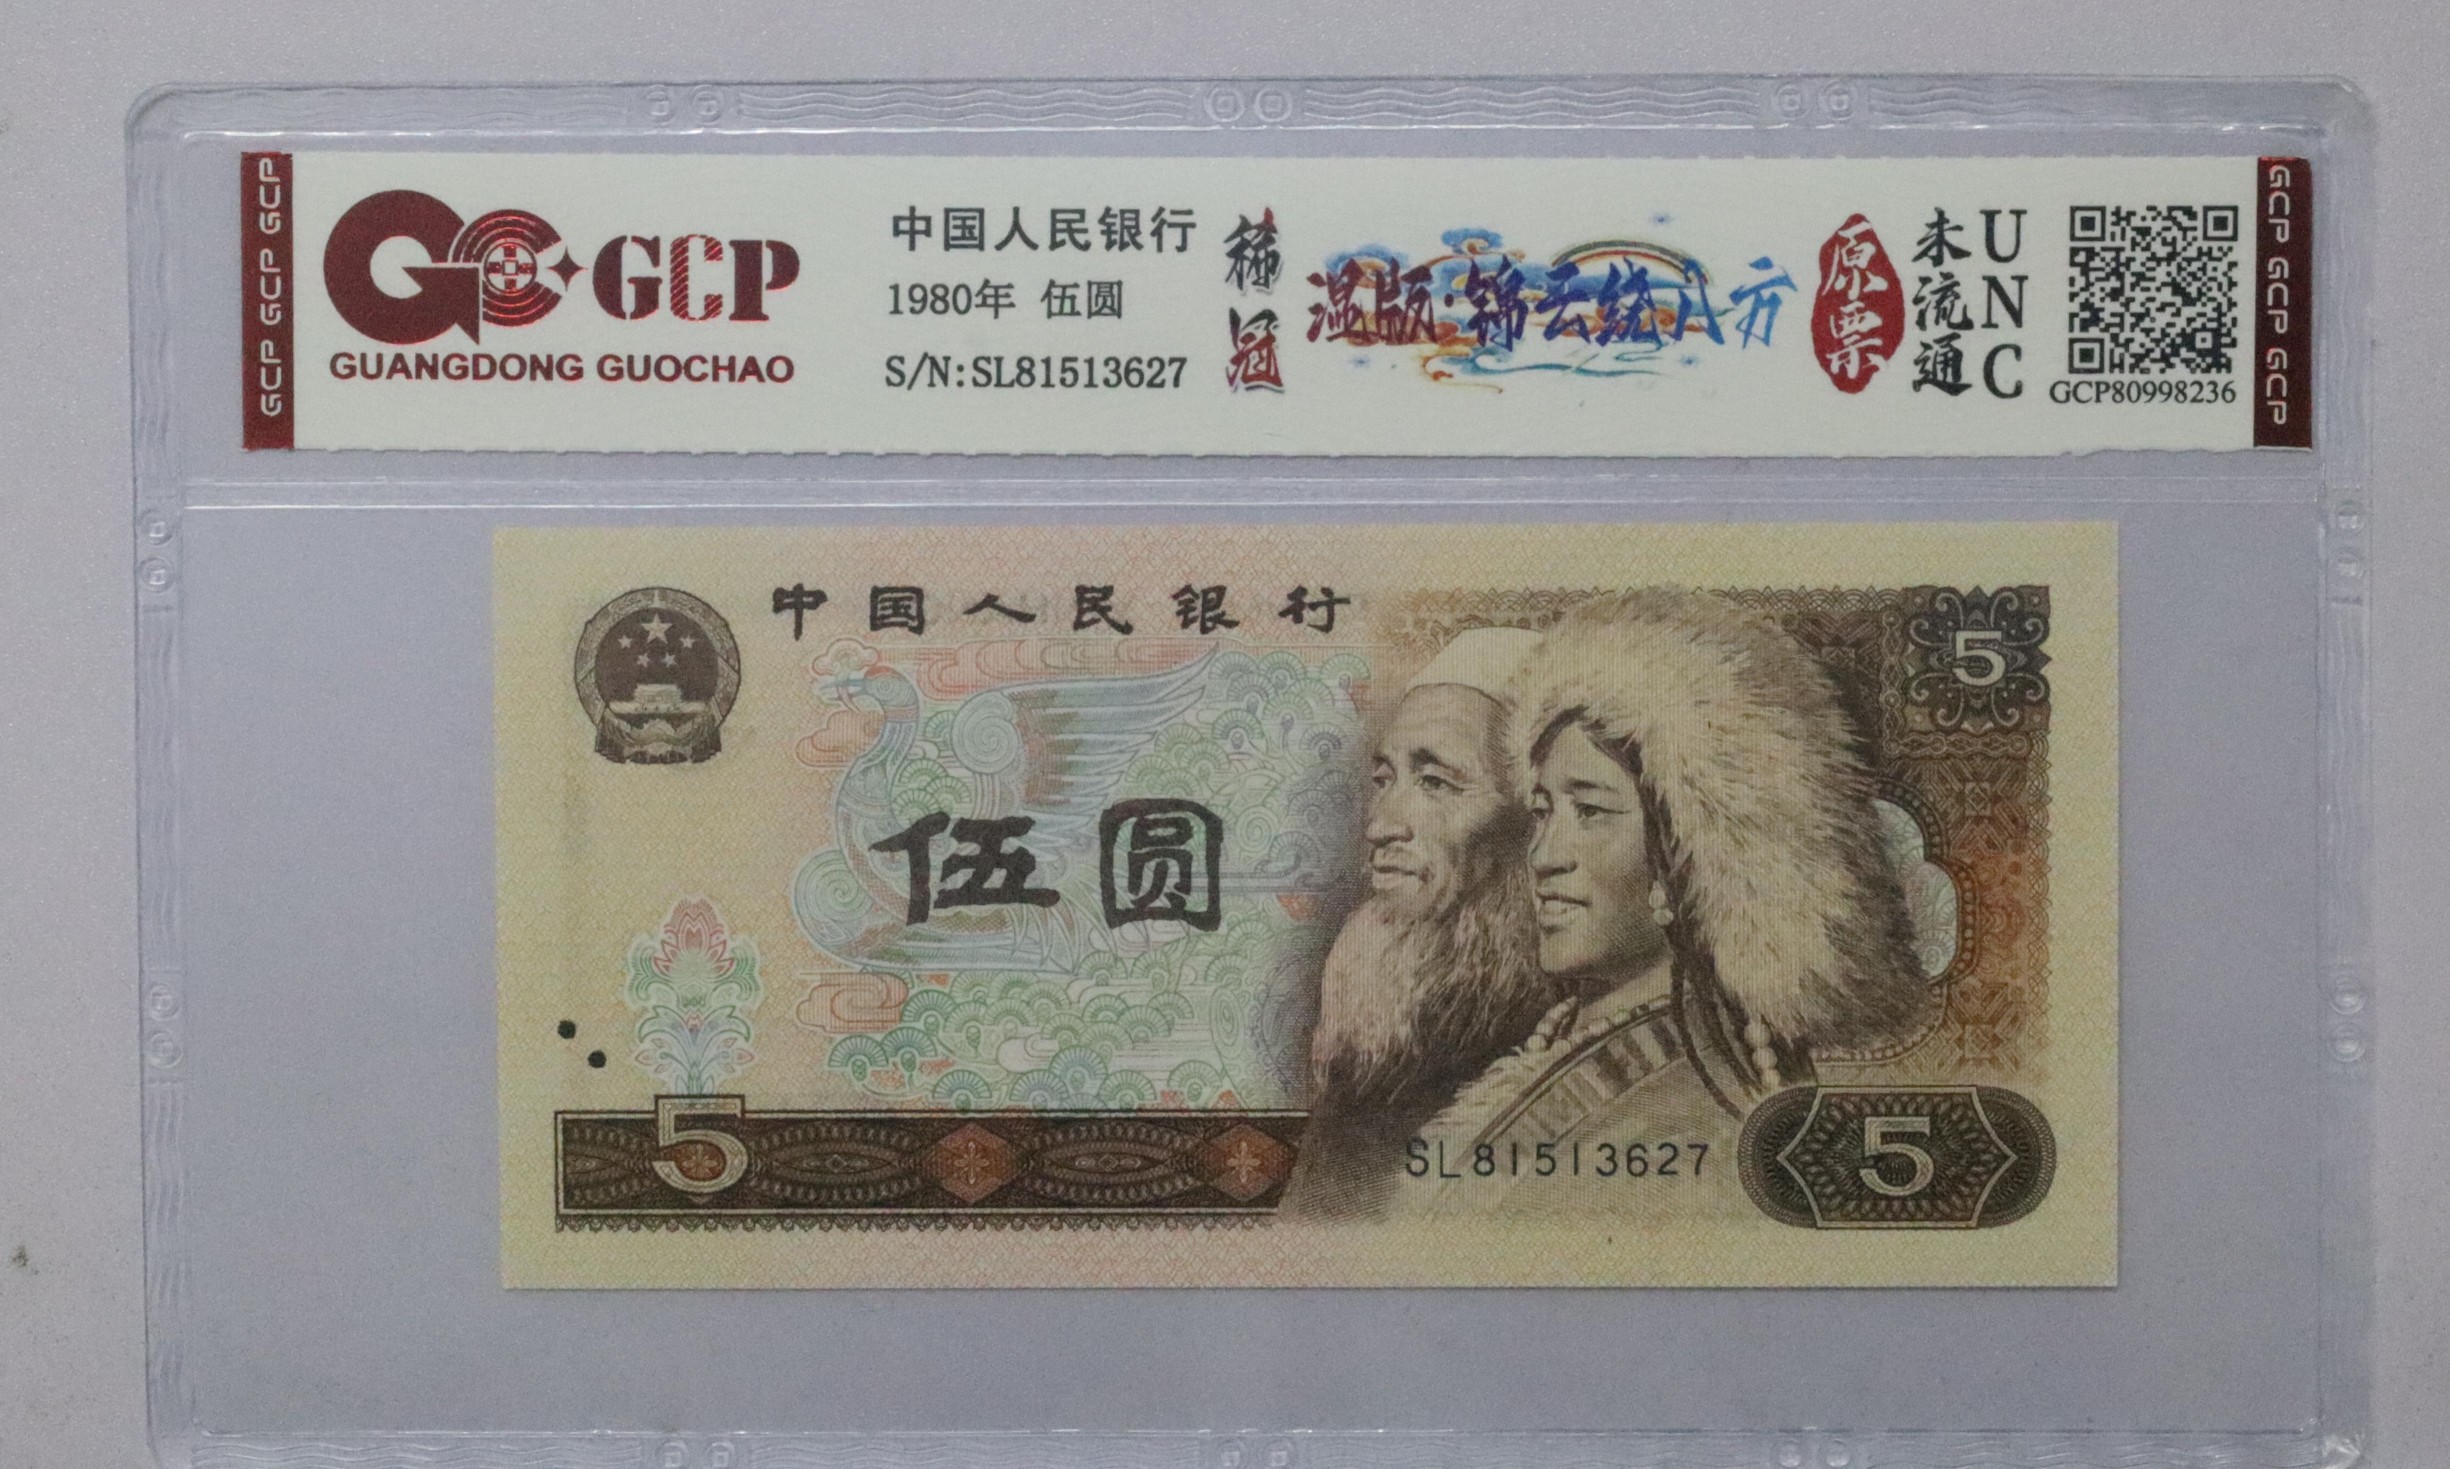 GCP GCP GCP
GCP
GUANGDONG GUOCHAO
中国人民银行
1980年 伍圆
S/N:SL81513627
稀冠
混版·锦云绕八方
原票
未流通
UNC
GCP80998236
GCP GCP GCP
中国人民银行
5
伍圆
5
SL81513627
5